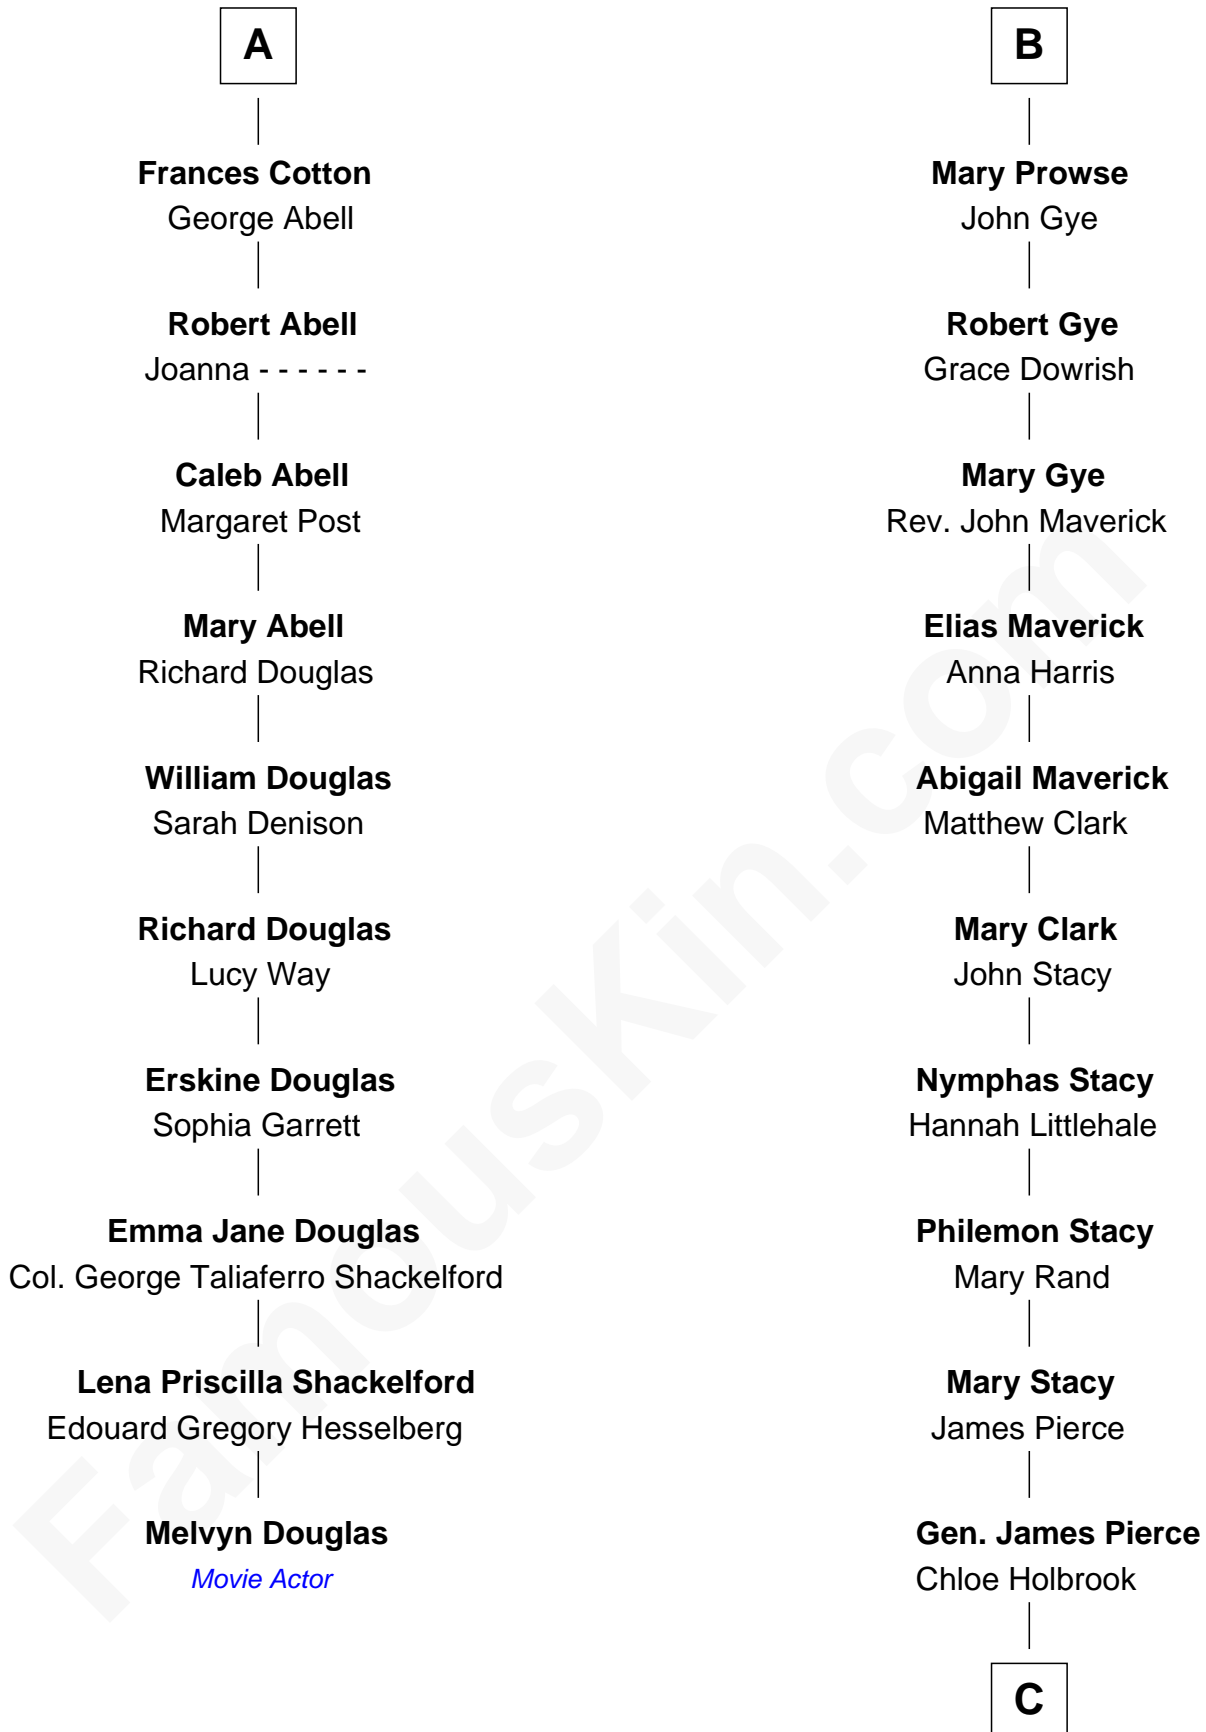 A
Frances Cotton
George Abell
Robert Abell
Joanna - - - - - -
Caleb Abell
Margaret Post
Mary Abell
Richard Douglas
William Douglas
Sarah Denison
Richard Douglas
Lucy Way
Erskine Douglas
Sophia Garrett
Emma Jane Douglas
Col. George Taliaferro Shackelford
Lena Priscilla Shackelford
Edouard Gregory Hesselberg
Melvyn Douglas
Movie Actor
B
Mary Prowse
John Gye
Robert Gye
Grace Dowrish
Mary Gye
Rev. John Maverick
Elias Maverick
Anna Harris
Abigail Maverick
Matthew Clark
Mary Clark
John Stacy
Nymphas Stacy
Hannah Littlehale
Philemon Stacy
Mary Rand
Mary Stacy
James Pierce
Gen. James Pierce
Chloe Holbrook
C
FamousKin.com